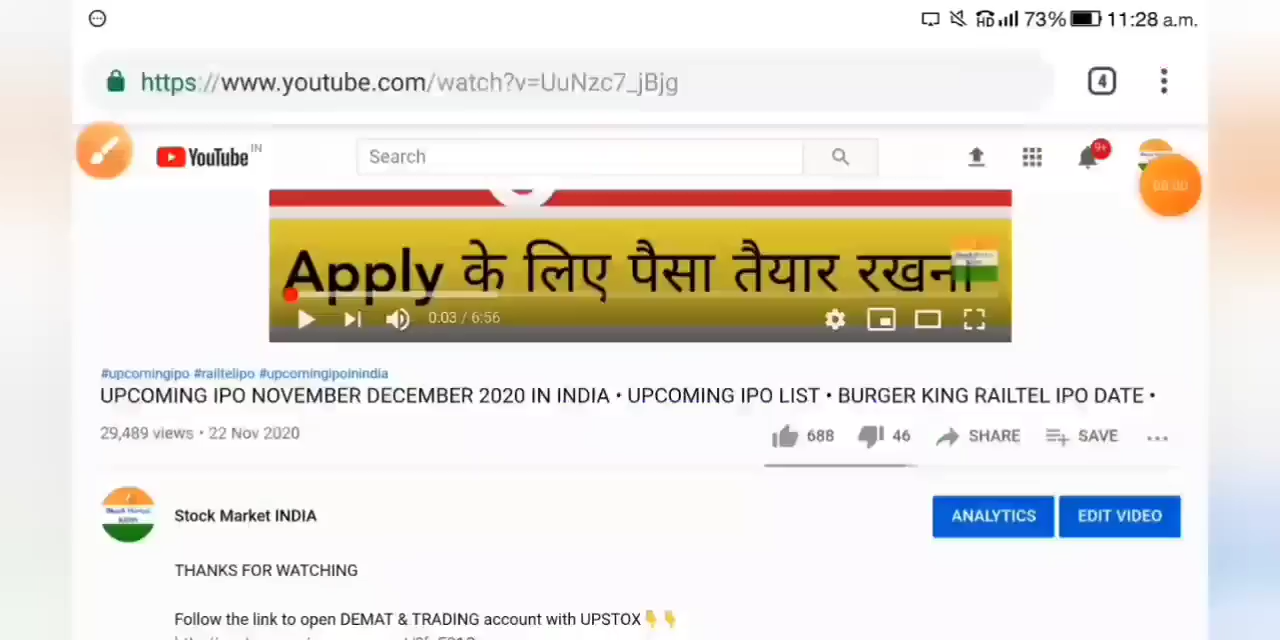 73% 11:28 a.m.
https://www.youtube.com/watch?v=UuNzc7_jBjg
4
YouTube IN
Search
9+
00:00
Apply के लिए पैसा तैयार रखना
0:03 / 6:56
#upcomingipo #railtelipo #upcomingipoinindia
UPCOMING IPO NOVEMBER DECEMBER 2020 IN INDIA • UPCOMING IPO LIST • BURGER KING RAILTEL IPO DATE •
29,489 views • 22 Nov 2020
688 46 SHARE SAVE
Stock Market INDIA
ANALYTICS EDIT VIDEO
THANKS FOR WATCHING
Follow the link to open DEMAT & TRADING account with UPSTOX👇👇